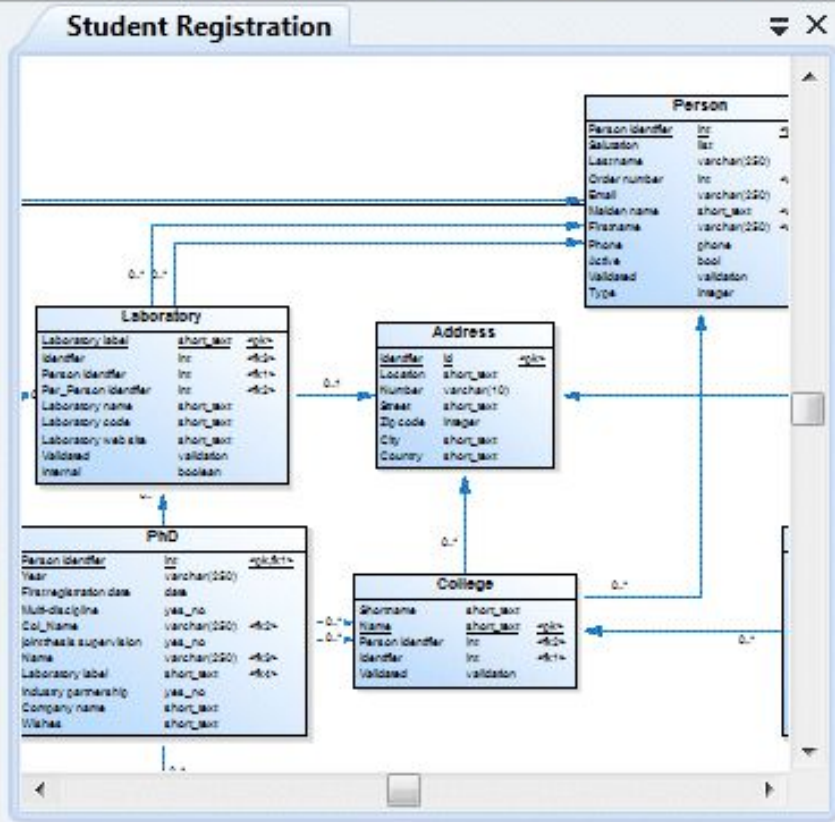 Student Registration
Person
Person Identifier int
Salutation list
Lastname varchar(250)
Order number int
Email varchar(250)
Maiden name short_text
Firstname varchar(250)
Phone phone
Active bool
Validated validation
Type integer
0..* 0..*
Laboratory
Laboratory label short_text <pk>
Identifier int <fk3>
Person Identifier int <fk1>
Per_Person Identifier int <fk2>
Laboratory name short_text
Laboratory code short_text
Laboratory web site short_text
Validated validation
Internal boolean
0..*
Address
Identifier id <pk>
Location short_text
Number varchar(10)
Street short_text
Zip code integer
City short_text
Country short_text
PhD
Person Identifier int <pk,fk1>
Year varchar(250)
First registration date date
Multi-discipline yes_no
Col_Name varchar(250) <fk2>
joint thesis supervision yes_no
Name varchar(250) <fk3>
Laboratory label short_text <fk4>
Industry partnership yes_no
Company name short_text
Wishes short_text
0..*
0..*
0..*
College
Shortname short_text
Name short_text <pk>
Person Identifier int <fk2>
Identifier int <fk1>
Validated validation
0..*
0..*
0..*